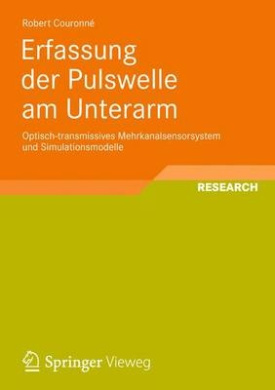 Robert Couronné
Erfassung
der Pulswelle
am Unterarm
Optisch-transmissives Mehrkanalsensorsystem
und Simulationsmodelle
RESEARCH
Springer Vieweg